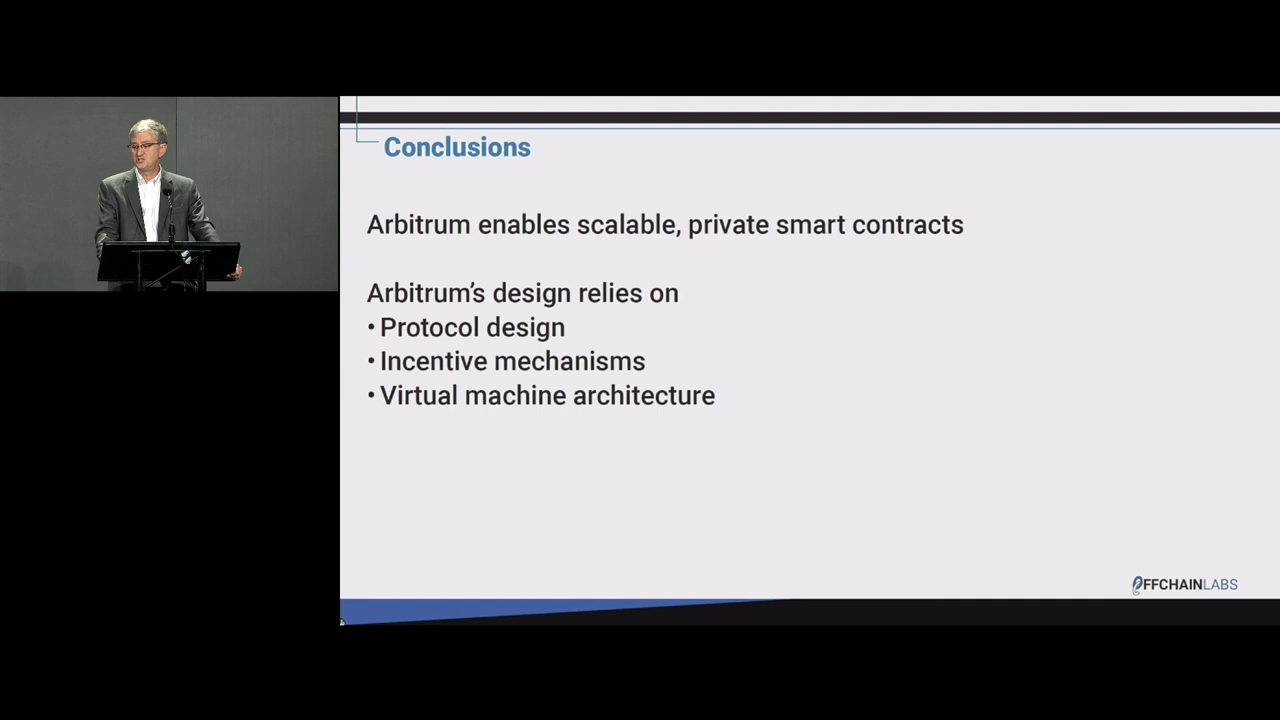 Conclusions
Arbitrum enables scalable, private smart contracts
Arbitrum’s design relies on
• Protocol design
• Incentive mechanisms
• Virtual machine architecture
OFFCHAINLABS